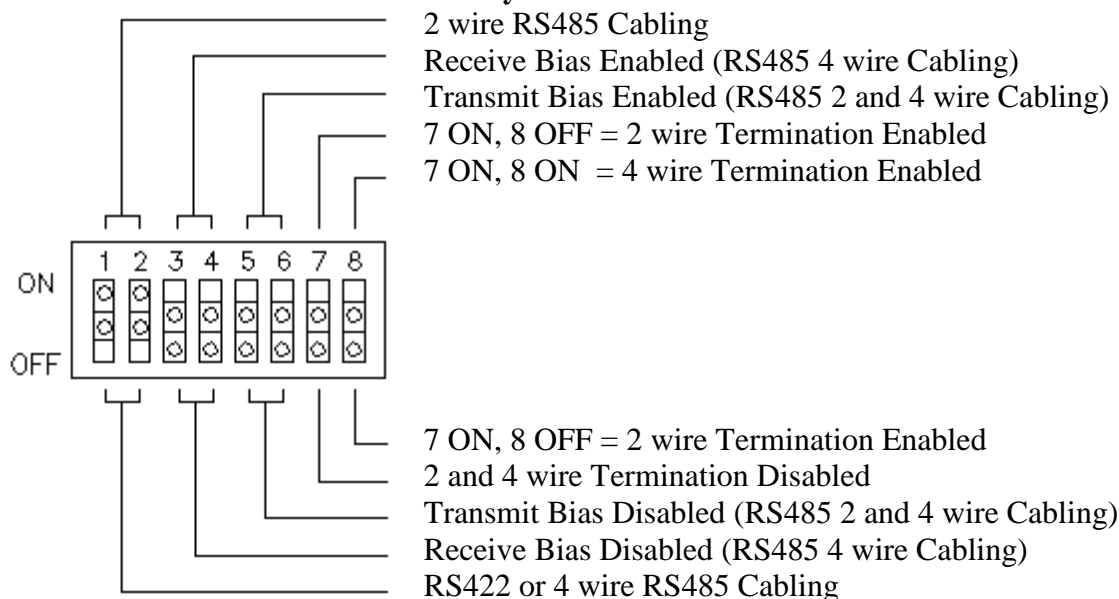 2 wire RS485 Cabling
Receive Bias Enabled (RS485 4 wire Cabling)
Transmit Bias Enabled (RS485 2 and 4 wire Cabling)
7 ON, 8 OFF = 2 wire Termination Enabled
7 ON, 8 ON = 4 wire Termination Enabled
1 2 3 4 5 6 7 8
ON
OFF
7 ON, 8 OFF = 2 wire Termination Enabled
2 and 4 wire Termination Disabled
Transmit Bias Disabled (RS485 2 and 4 wire Cabling)
Receive Bias Disabled (RS485 4 wire Cabling)
RS422 or 4 wire RS485 Cabling